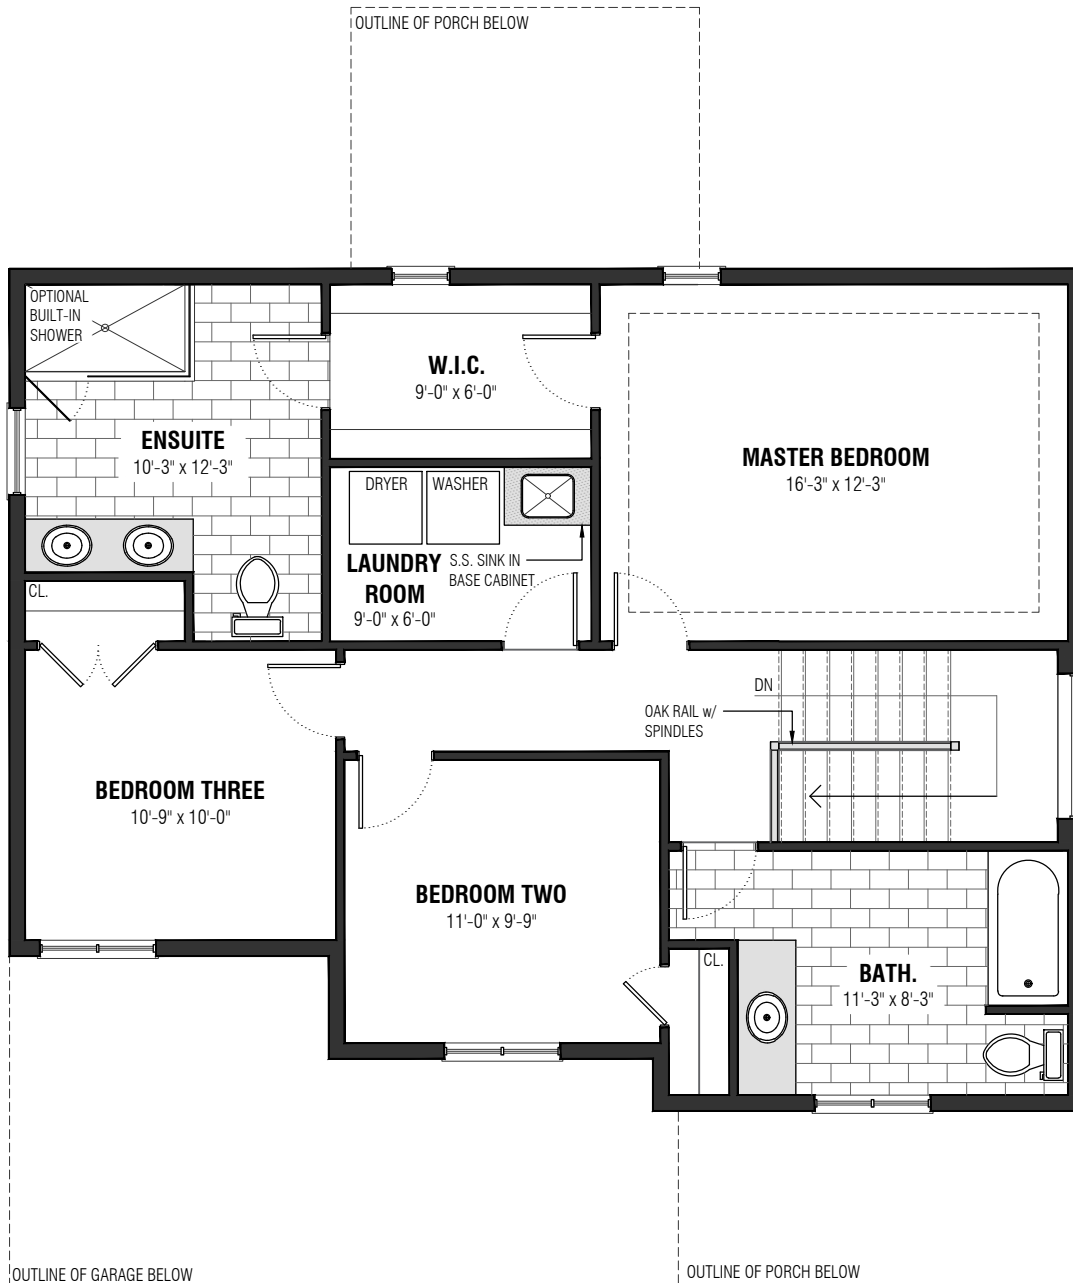 OUTLINE OF PORCH BELOW
OPTIONAL
BUILT-IN
SHOWER
W.I.C.
9'-0" x 6'-0"
ENSUITE
10'-3" x 12'-3"
MASTER BEDROOM
16'-3" x 12'-3"
DRYER
WASHER
LAUNDRY
ROOM
9'-0" x 6'-0"
S.S. SINK IN
BASE CABINET
CL.
DN
OAK RAIL w/
SPINDLES
BEDROOM THREE
10'-9" x 10'-0"
BEDROOM TWO
11'-0" x 9'-9"
CL.
BATH.
11'-3" x 8'-3"
OUTLINE OF GARAGE BELOW
OUTLINE OF PORCH BELOW